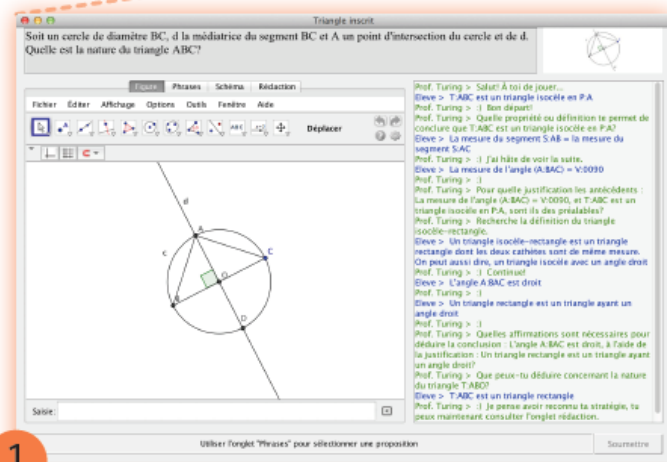 Triangle inscrit
Soit un cercle de diamètre BC, d la médiatrice du segment BC et A un point d'intersection du cercle et de d.
Quelle est la nature du triangle ABC?
Figure Phrases Schéma Rédaction
Fichier Éditer Affichage Options Outils Fenêtre Aide
ABC
Déplacer
d
A
c
C
O
B
D
Saisie:
Prof. Turing > Salut! À toi de jouer...
Eleve > T:ABC est un triangle isocèle en P:A
Prof. Turing > :) Bon départ!
Prof. Turing > Quelle propriété ou définition te permet de
conclure que T:ABC est un triangle isocèle en P:A?
Eleve > La mesure du segment S:AB = la mesure du
segment S:AC
Prof. Turing > :) J'ai hâte de voir la suite.
Eleve > La mesure de l'angle (A:BAC) = V:0090
Prof. Turing > :)
Prof. Turing > Pour quelle justification les antécédents :
La mesure de l'angle (A:BAC) = V:0090, et T:ABC est un
triangle isocèle en P:A, sont ils des préalables?
Prof. Turing > Recherche la définition du triangle
isocèle-rectangle.
Eleve > Un triangle isocèle-rectangle est un triangle
rectangle dont les deux cathètes sont de même mesure.
On peut aussi dire, un triangle isocèle avec un angle droit
Prof. Turing > :) Continue!
Eleve > L'angle A:BAC est droit
Prof. Turing > :)
Eleve > Un triangle rectangle est un triangle ayant un
angle droit
Prof. Turing > :)
Prof. Turing > Quelles affirmations sont nécessaires pour
déduire la conclusion : L'angle A:BAC est droit, à l'aide de
la justification : Un triangle rectangle est un triangle ayant
un angle droit?
Prof. Turing > Que peux-tu déduire concernant la nature
du triangle T:ABC?
Eleve > T:ABC est un triangle rectangle
Prof. Turing > :) Je pense avoir reconnu ta stratégie, tu
peux maintenant consulter l'onglet rédaction.
Utiliser l'onglet "Phrases" pour sélectionner une proposition
Soumettre
1